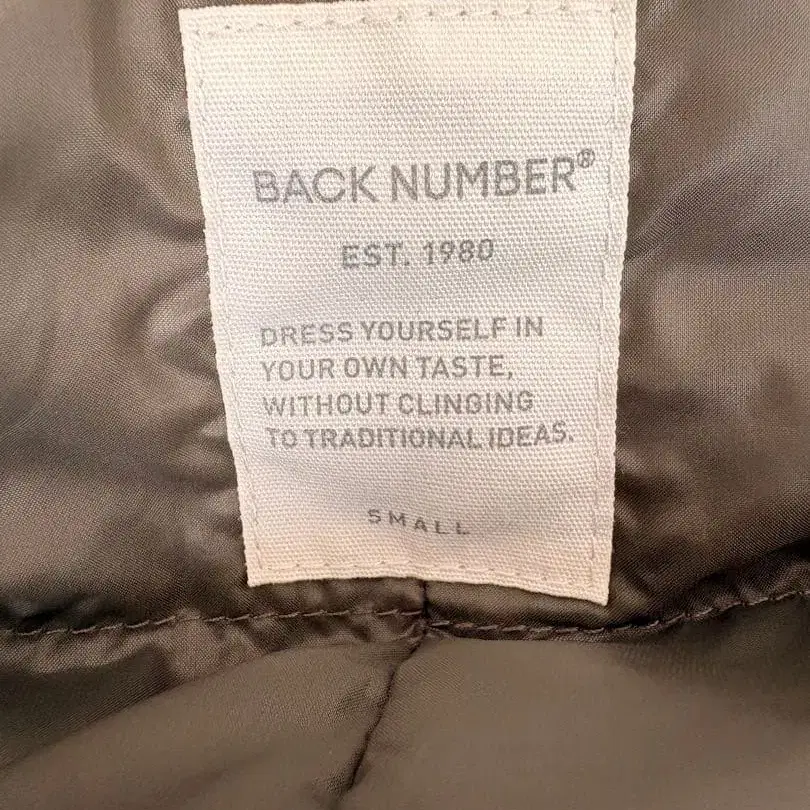 BACK NUMBER®
EST. 1980
DRESS YOURSELF IN
YOUR OWN TASTE,
WITHOUT CLINGING
TO TRADITIONAL IDEAS.
SMALL